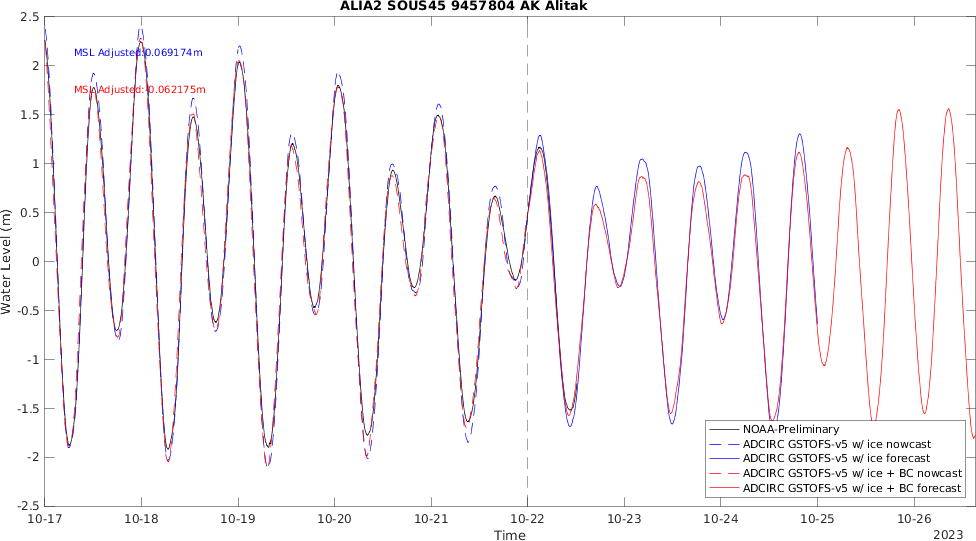 ALIA2 SOUS45 9457804 AK Alitak
MSL Adjusted:0.069174m
MSL Adjusted:-0.062175m
2.5
2
1.5
1
0.5
0
-0.5
-1
-1.5
-2
-2.5
Water Level (m)
NOAA-Preliminary
ADCIRC GSTOFS-v5 w/ ice nowcast
ADCIRC GSTOFS-v5 w/ ice forecast
ADCIRC GSTOFS-v5 w/ ice + BC nowcast
ADCIRC GSTOFS-v5 w/ ice + BC forecast
10-17 10-18 10-19 10-20 10-21 10-22 10-23 10-24 10-25 10-26
Time
2023